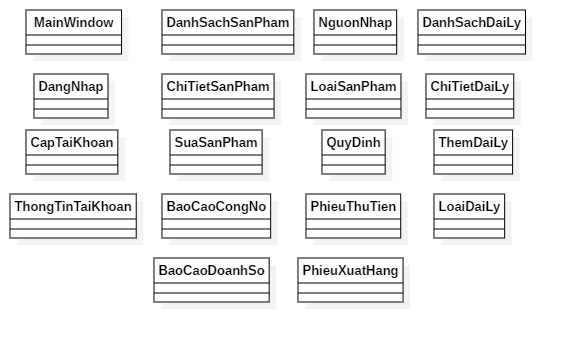 MainWindow
DanhSachSanPham
NguonNhap
DanhSachDaiLy
DangNhap
ChiTietSanPham
LoaiSanPham
ChiTietDaiLy
CapTaiKhoan
SuaSanPham
QuyDinh
ThemDaiLy
ThongTinTaiKhoan
BaoCaoCongNo
PhieuThuTien
LoaiDaiLy
BaoCaoDoanhSo
PhieuXuatHang